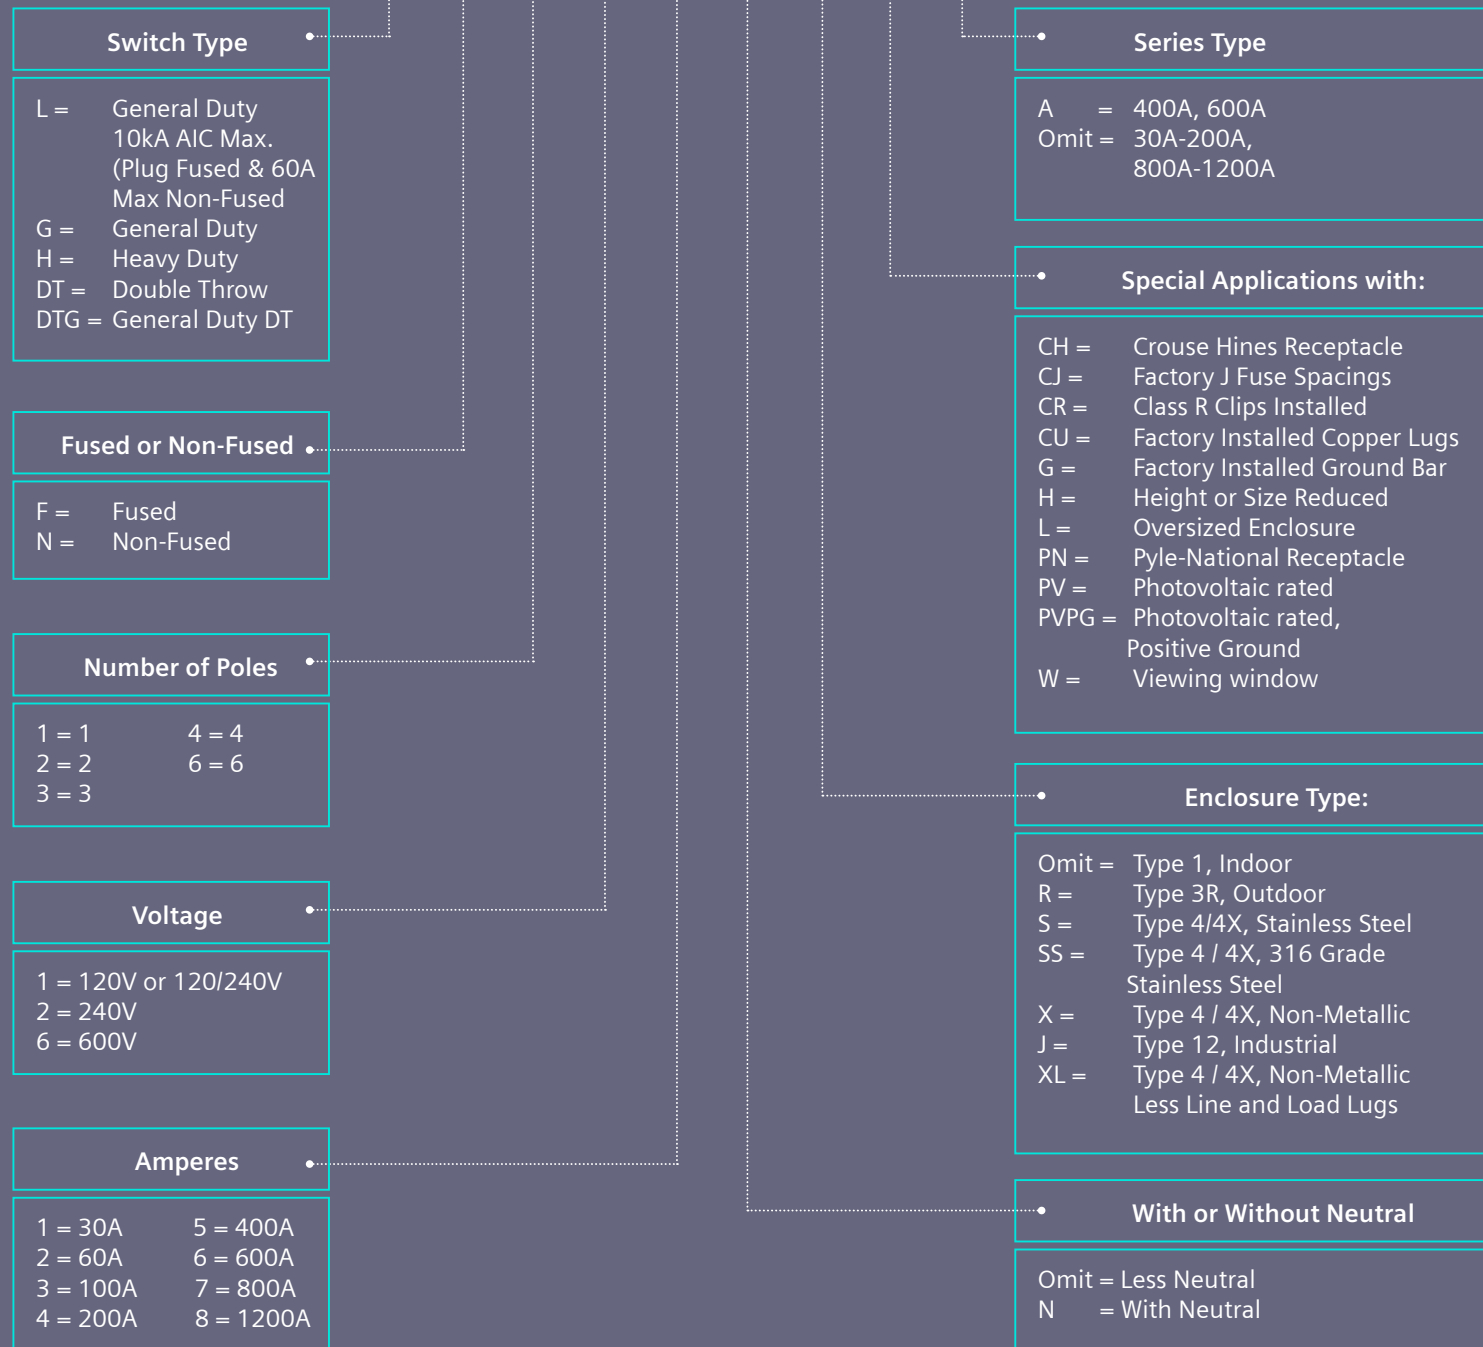 Switch Type
L = General Duty
10kA AIC Max.
(Plug Fused & 60A
Max Non-Fused
G = General Duty
H = Heavy Duty
DT = Double Throw
DTG = General Duty DT
Fused or Non-Fused
F = Fused
N = Non-Fused
Number of Poles
1 = 1 4 = 4
2 = 2 6 = 6
3 = 3
Voltage
1 = 120V or 120/240V
2 = 240V
6 = 600V
Amperes
1 = 30A 5 = 400A
2 = 60A 6 = 600A
3 = 100A 7 = 800A
4 = 200A 8 = 1200A
Series Type
A = 400A, 600A
Omit = 30A-200A,
800A-1200A
Special Applications with:
CH = Crouse Hines Receptacle
CJ = Factory J Fuse Spacings
CR = Class R Clips Installed
CU = Factory Installed Copper Lugs
G = Factory Installed Ground Bar
H = Height or Size Reduced
L = Oversized Enclosure
PN = Pyle-National Receptacle
PV = Photovoltaic rated
PVPG = Photovoltaic rated,
Positive Ground
W = Viewing window
Enclosure Type:
Omit = Type 1, Indoor
R = Type 3R, Outdoor
S = Type 4/4X, Stainless Steel
SS = Type 4 / 4X, 316 Grade
Stainless Steel
X = Type 4 / 4X, Non-Metallic
J = Type 12, Industrial
XL = Type 4 / 4X, Non-Metallic
Less Line and Load Lugs
With or Without Neutral
Omit = Less Neutral
N = With Neutral